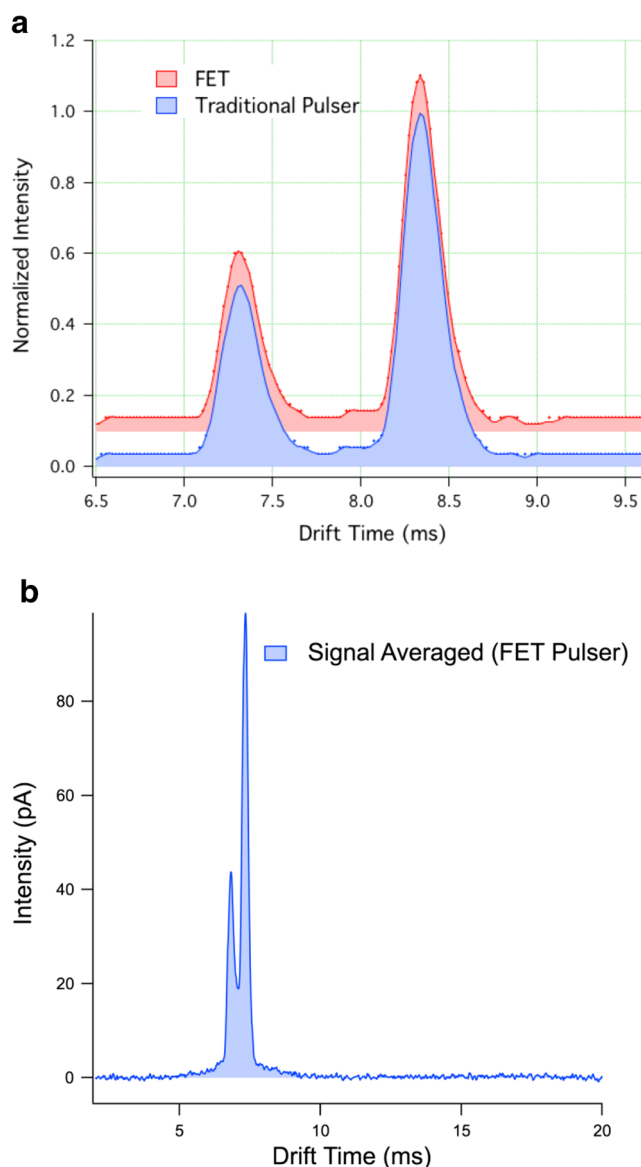 a
1.2
1.0
0.8
0.6
0.4
0.2
0.0
Normalized Intensity
FET
Traditional Pulser
6.5 7.0 7.5 8.0 8.5 9.0 9.5
Drift Time (ms)
b
80
60
40
20
0
Intensity (pA)
Signal Averaged (FET Pulser)
5 10 15 20
Drift Time (ms)